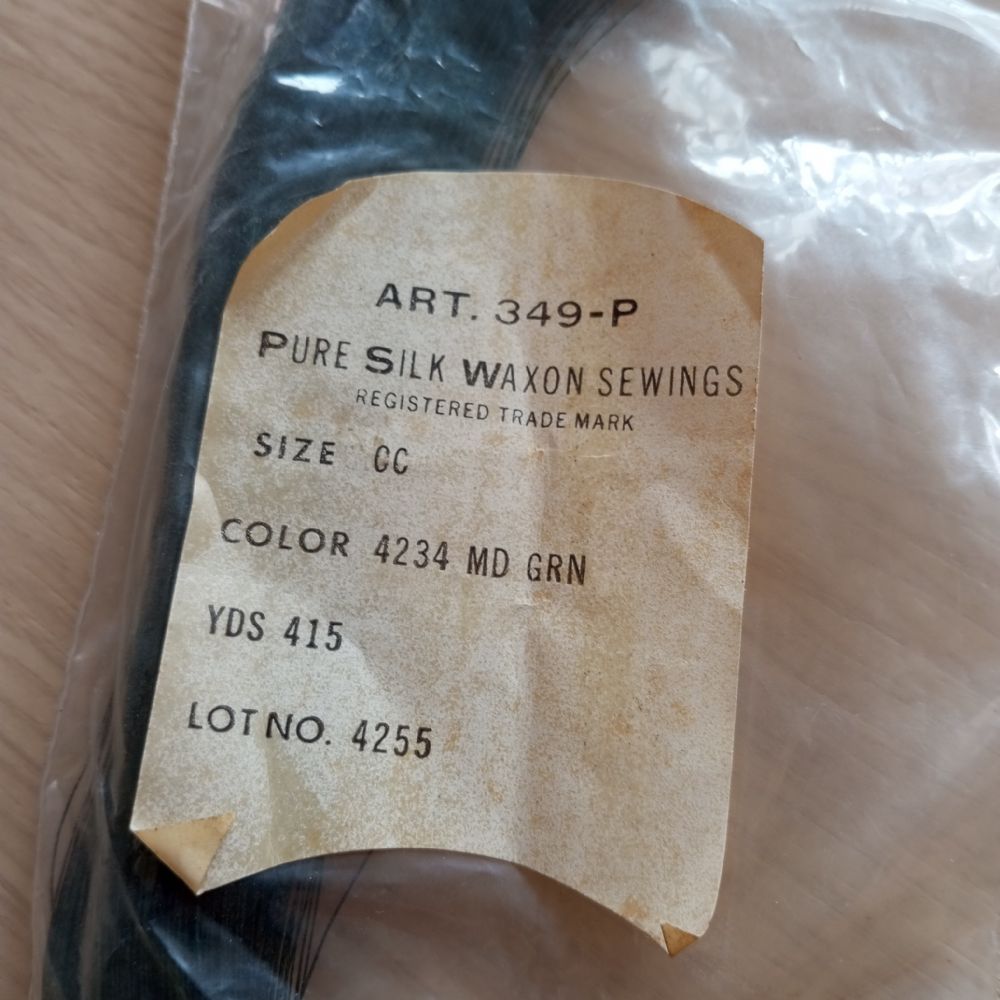 ART. 349-P
PURE SILK WAXON SEWINGS
REGISTERED TRADE MARK
SIZE CC
COLOR 4234 MD GRN
YDS 415
LOT NO. 4255